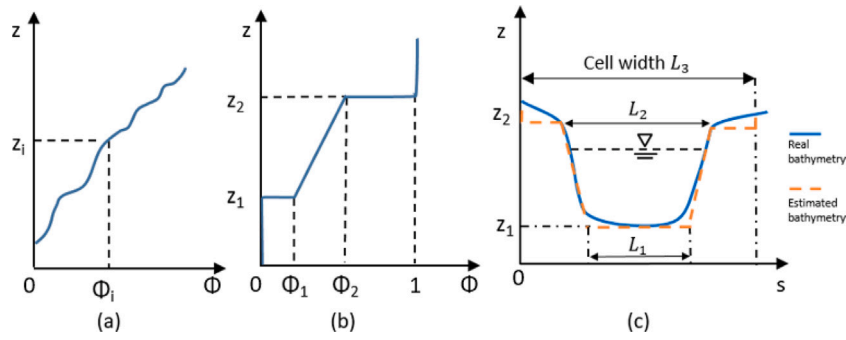 z
z_i
0
Φ_i
Φ
(a)
z
z_2
z_1
0
Φ_1
Φ_2
1
Φ
(b)
z
Cell width L_3
z_2
L_2
z_1
L_1
0
s
(c)
Real
bathymetry
Estimated
bathymetry